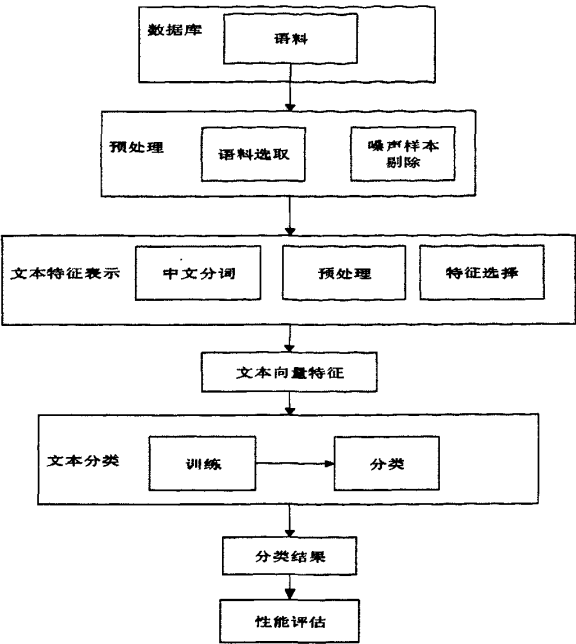 数据库
语料
预处理
语料选取
噪声样本
剔除
文本特征表示
中文分词
预处理
特征选择
文本向量特征
文本分类
训练
分类
分类结果
性能评估